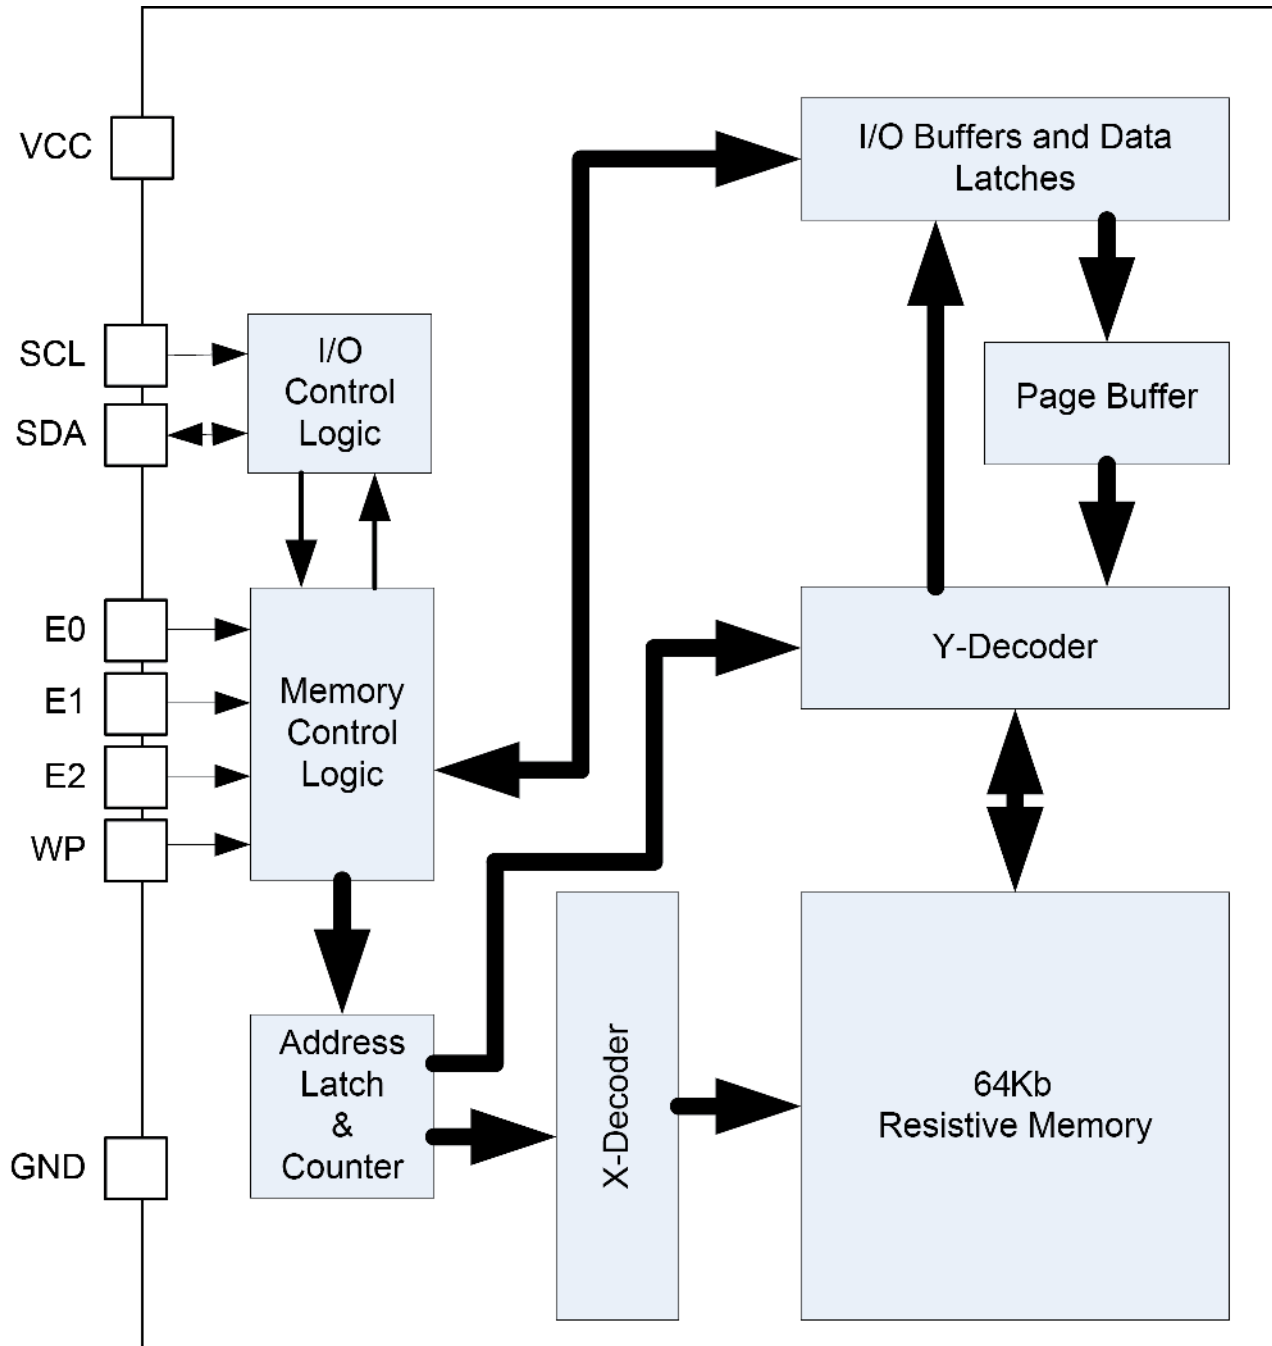 VCC
I/O Buffers and Data
Latches
SCL
I/O
Control
Logic
SDA
Page Buffer
E0
E1
E2
WP
Memory
Control
Logic
Y-Decoder
Address
Latch
&
Counter
X-Decoder
64Kb
Resistive Memory
GND